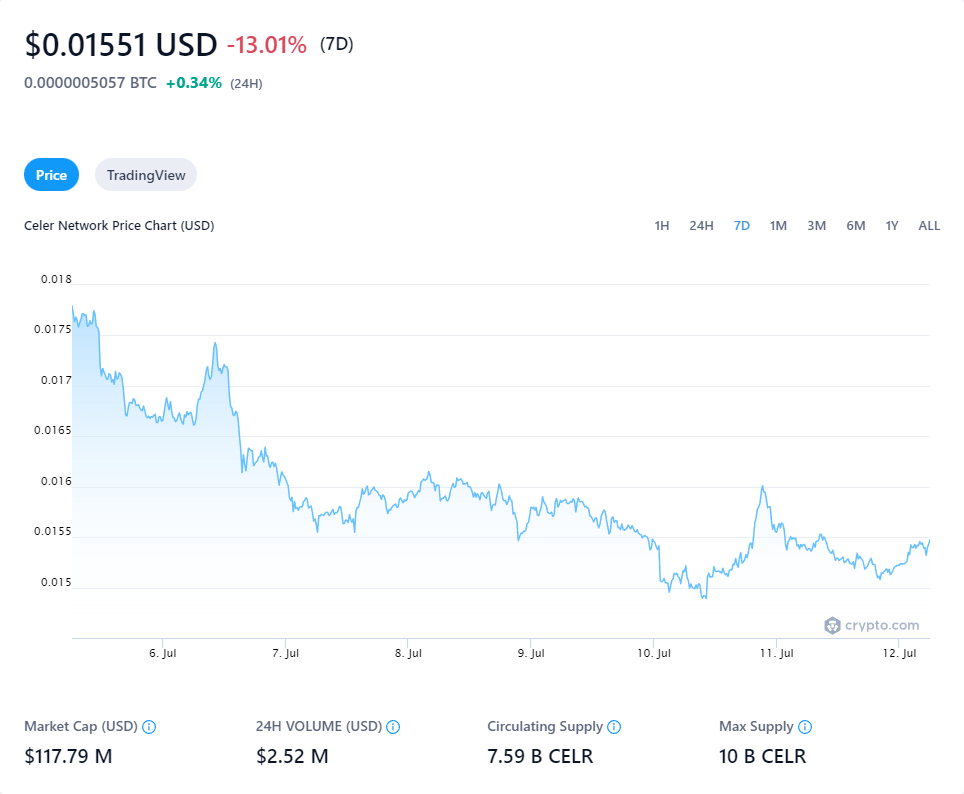 $0.01551 USD -13.01% (7D)
0.0000005057 BTC +0.34% (24H)
Price TradingView
Celer Network Price Chart (USD) 1H 24H 7D 1M 3M 6M 1Y ALL
0.018
0.0175
0.017
0.0165
0.016
0.0155
0.015
crypto.com
6. Jul 7. Jul 8. Jul 9. Jul 10. Jul 11. Jul 12. Jul
Market Cap (USD) 24H VOLUME (USD) Circulating Supply Max Supply
$117.79 M $2.52 M 7.59 B CELR 10 B CELR